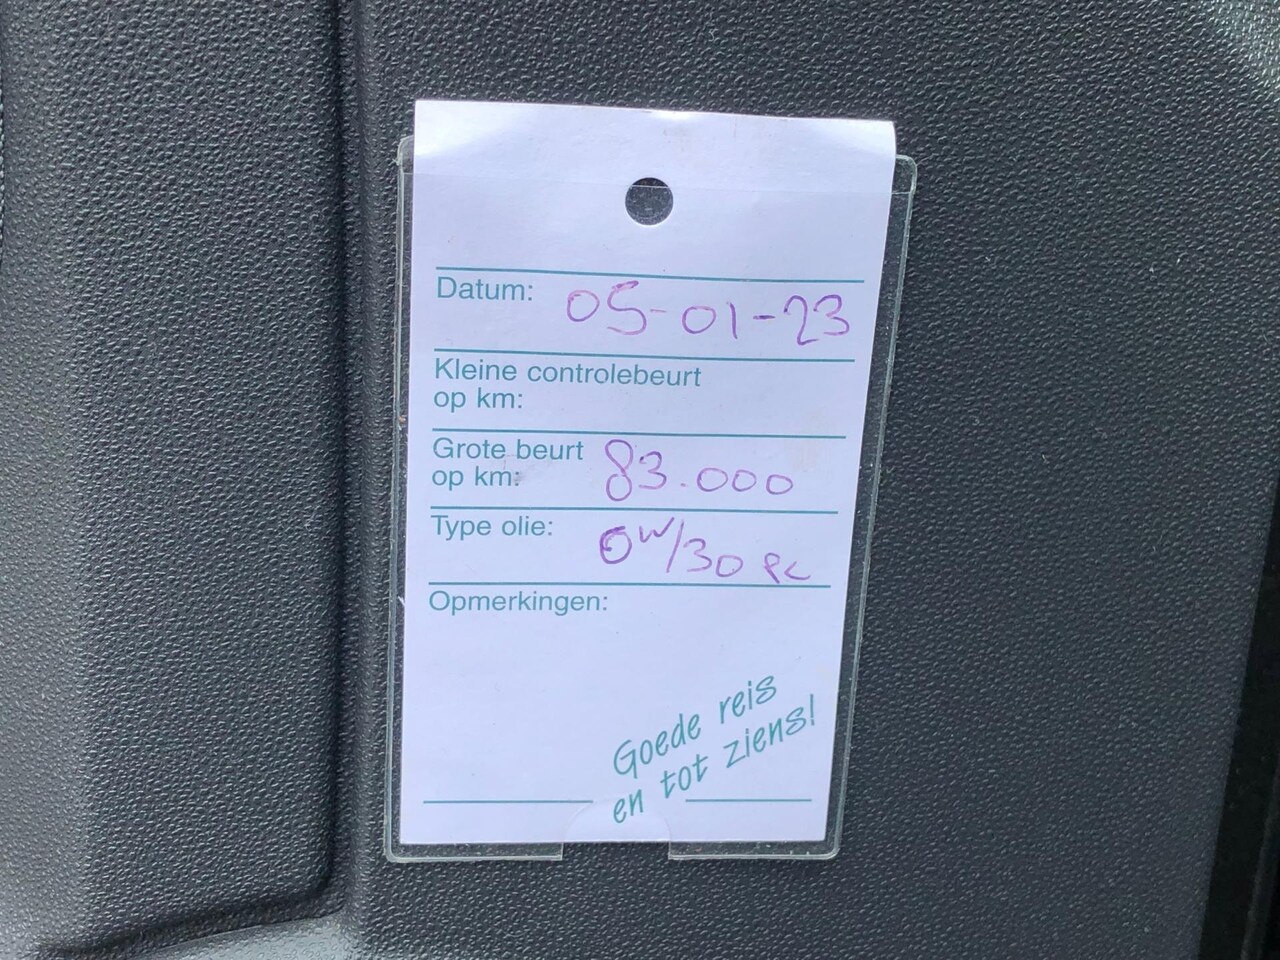 Datum: 05-01-23
Kleine controlebeurt
op km:
Grote beurt
op km: 83.000
Type olie: 0W/30
Opmerkingen:
Goede reis
en tot ziens!